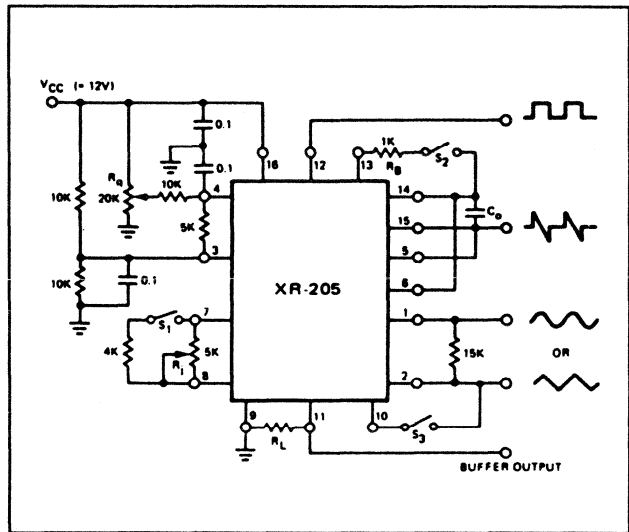 VCC (= 12V)
0.1
0.1
16
12
13
1K
RB
S2
10K
Rq
20K
10K
4
14
Co
5K
15
3
5
10K
0.1
XR-205
6
7
1
S1
4K
5K
Rj
15K
OR
8
2
9
11
10
RL
S3
BUFFER OUTPUT